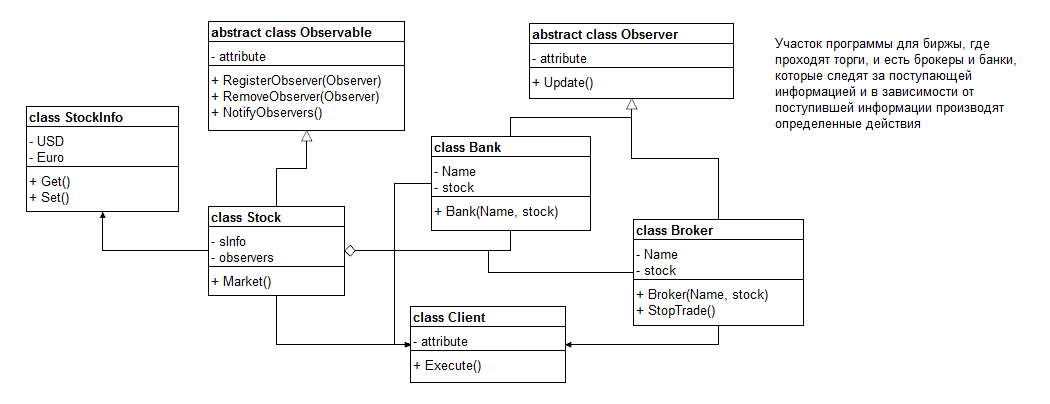 abstract class Observable
- attribute
+ RegisterObserver(Observer)
+ RemoveObserver(Observer)
+ NotifyObservers()
abstract class Observer
- attribute
+ Update()
Участок программы для биржы, где
проходят торги, и есть брокеры и банки,
которые следят за поступающей
информацией и в зависимости от
поступившей информации производят
определенные действия
class StockInfo
- USD
- Euro
+ Get()
+ Set()
class Bank
- Name
- stock
+ Bank(Name, stock)
class Stock
- sInfo
- observers
+ Market()
class Broker
- Name
- stock
+ Broker(Name, stock)
+ StopTrade()
class Client
- attribute
+ Execute()